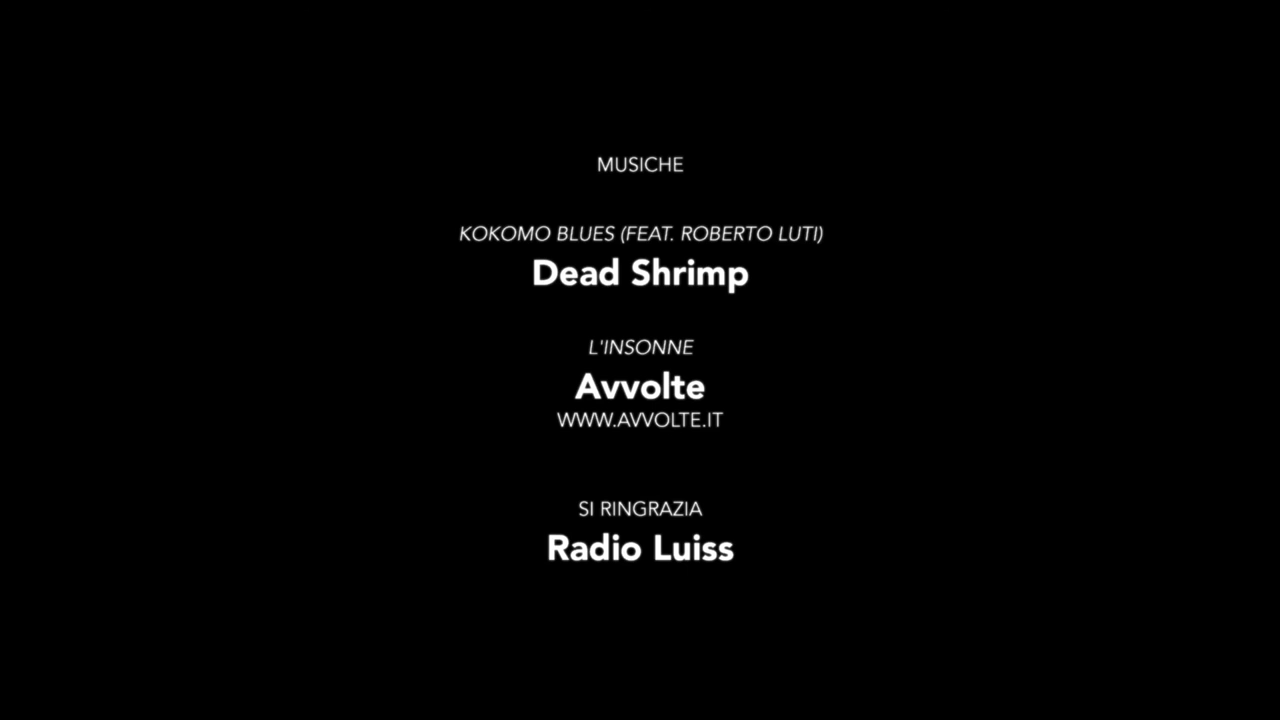 MUSICHE
KOKOMO BLUES (FEAT. ROBERTO LUTI)
Dead Shrimp
L'INSONNE
Avvolte
WWW.AVVOLTE.IT
SI RINGRAZIA
Radio Luiss